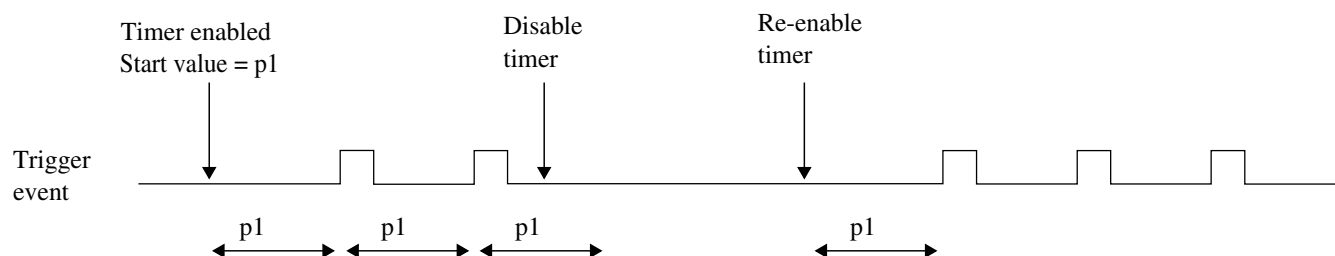 Timer enabled
Start value = p1
Disable
timer
Re-enable
timer
Trigger
event
p1
p1
p1
p1